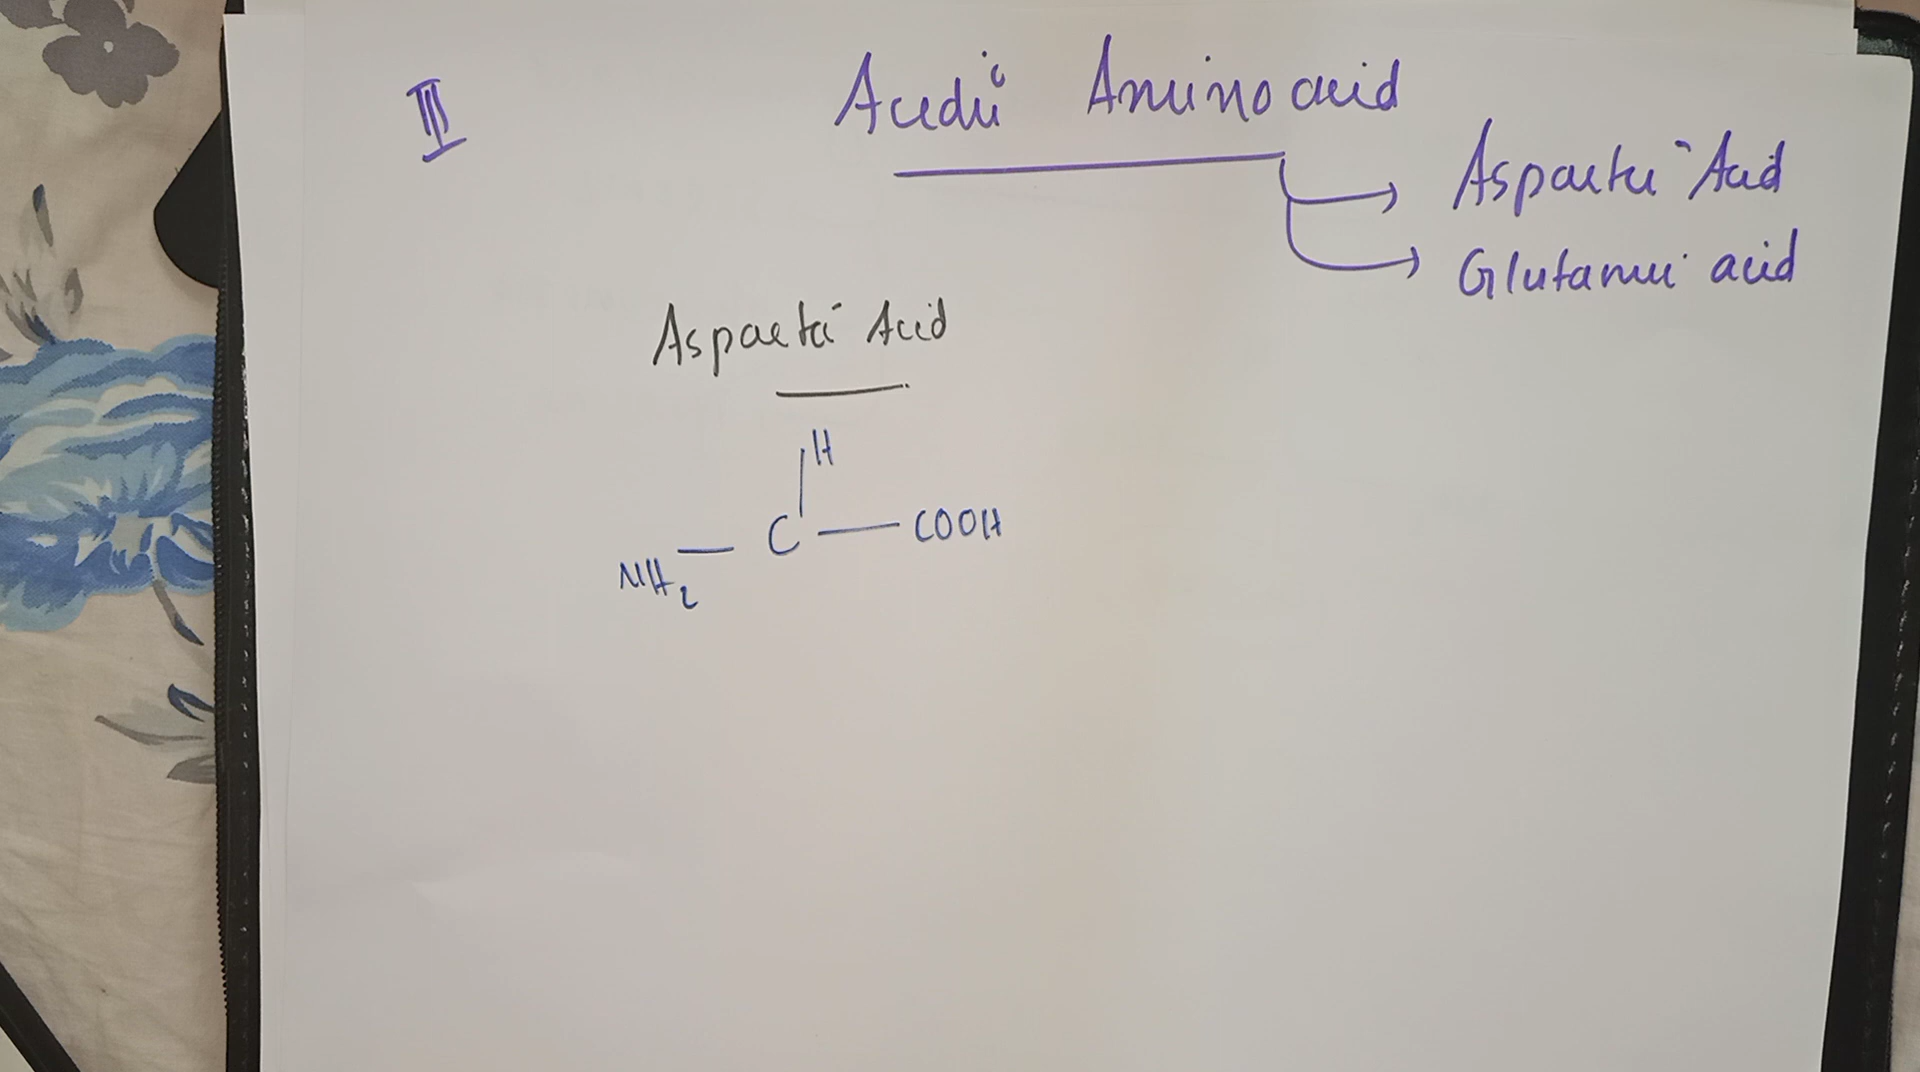 III Acidic Amino acid
Aspartic Acid
Glutamic acid
Aspartic Acid
H
C — COOH
NH2 —